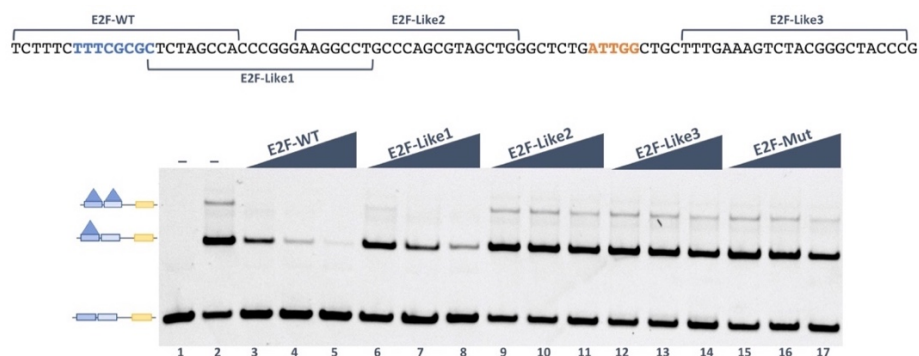 E2F-WT E2F-Like2 E2F-Like3
TCTTTCTTTCGCGCTCTAGCCACCCGGGAAGGCCTGCCCAGCGTAGCTGGGCTCTGATTGGCTGCTTTGAAAGTCTACGGGCTACCCG
E2F-Like1
– – E2F-WT E2F-Like1 E2F-Like2 E2F-Like3 E2F-Mut
1 2 3 4 5 6 7 8 9 10 11 12 13 14 15 16 17